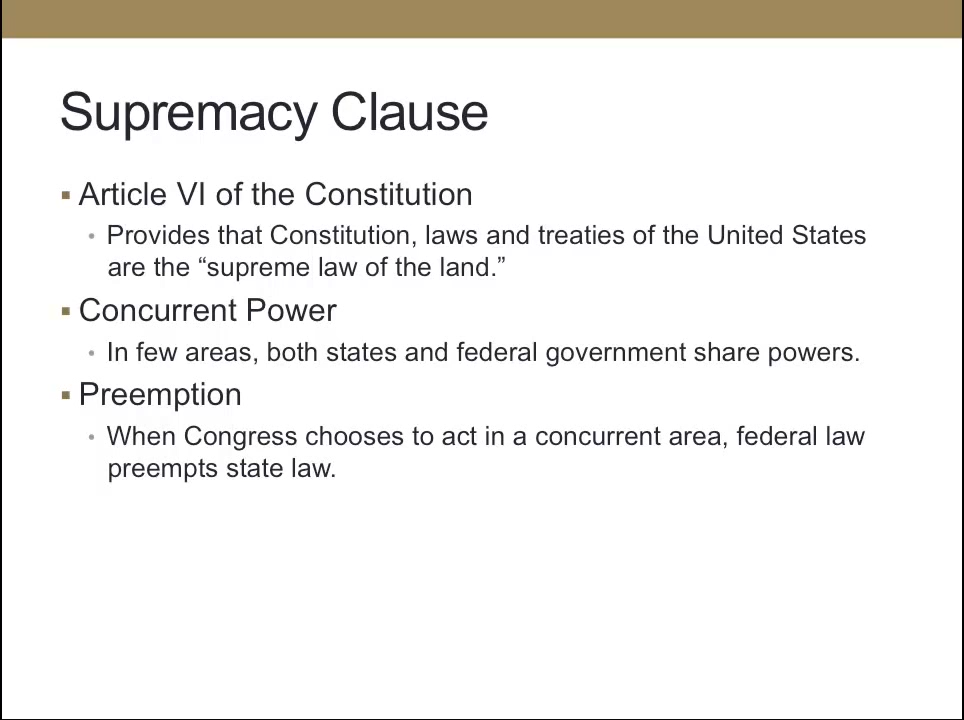 Supremacy Clause
▪ Article VI of the Constitution
• Provides that Constitution, laws and treaties of the United States
are the “supreme law of the land.”
▪ Concurrent Power
• In few areas, both states and federal government share powers.
▪ Preemption
• When Congress chooses to act in a concurrent area, federal law
preempts state law.